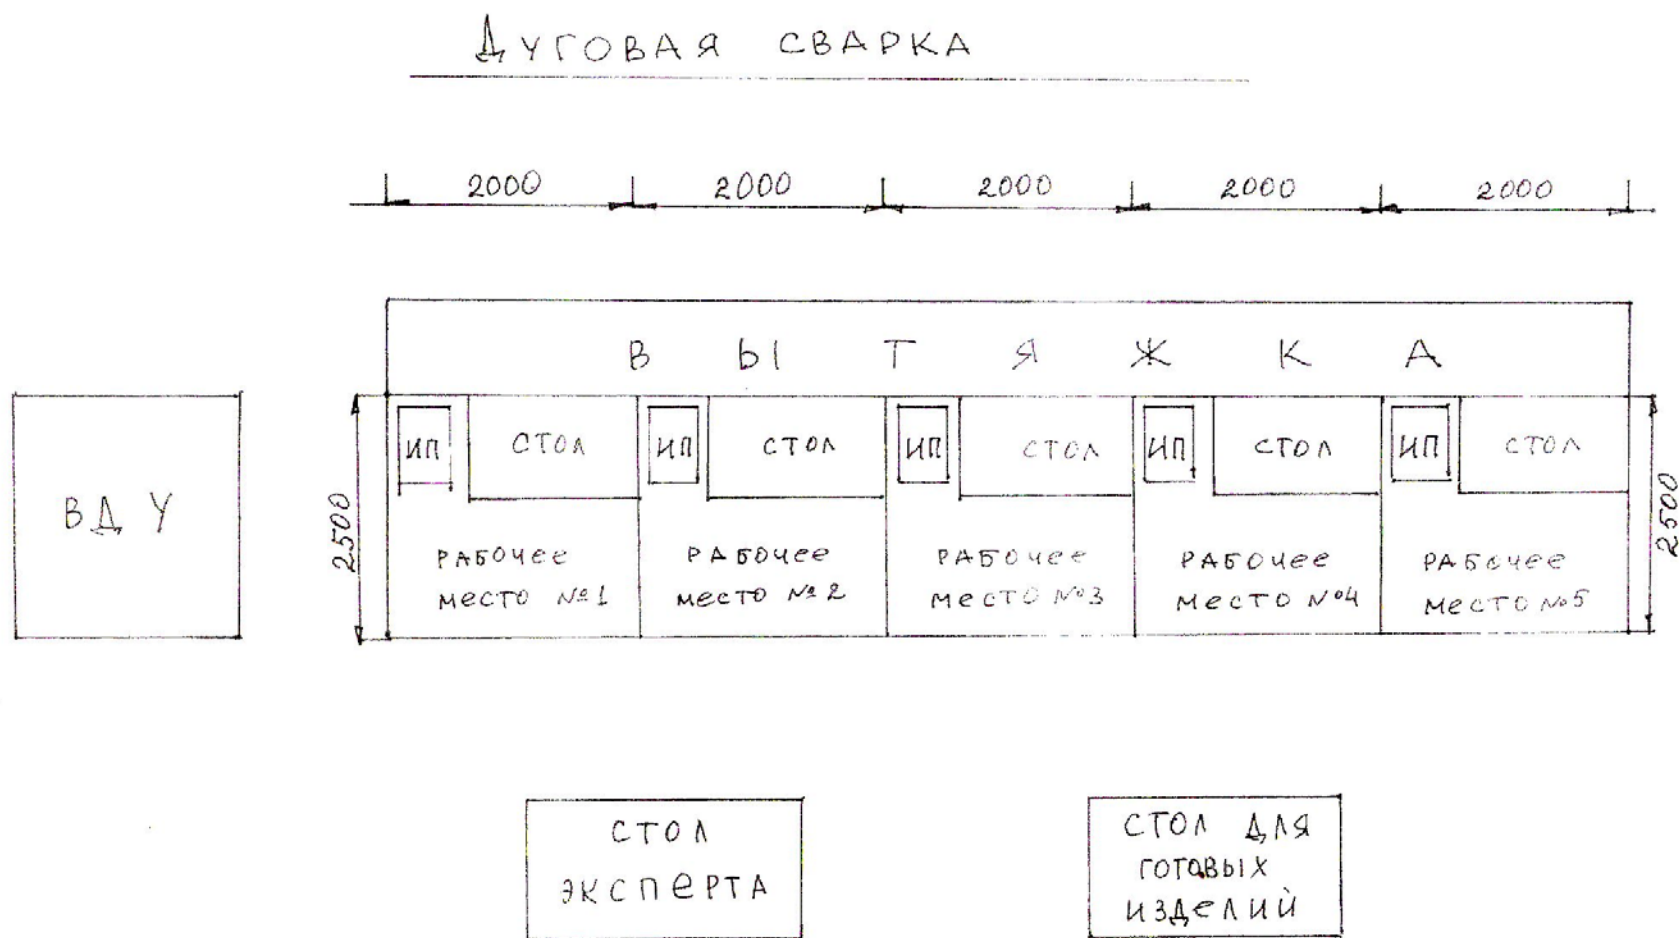 ДУГОВАЯ СВАРКА
2000 2000 2000 2000 2000
ВЫТЯЖКА
ИП СТОЛ ИП СТОЛ ИП СТОЛ ИП СТОЛ ИП СТОЛ
ВДУ
2500
2500
РАБОЧЕЕ
МЕСТО №1
РАБОЧЕЕ
МЕСТО №2
РАБОЧЕЕ
МЕСТО №3
РАБОЧЕЕ
МЕСТО №4
РАБОЧЕЕ
МЕСТО №5
СТОЛ
ЭКСПЕРТА
СТОЛ ДЛЯ
ГОТОВЫХ
ИЗДЕЛИЙ